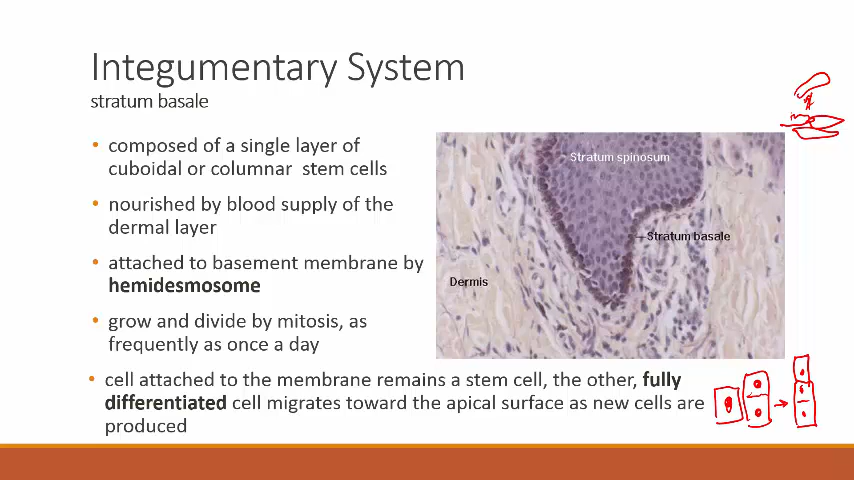 Integumentary System
stratum basale
• composed of a single layer of
cuboidal or columnar stem cells
• nourished by blood supply of the
dermal layer
• attached to basement membrane by
hemidesmosome
• grow and divide by mitosis, as
frequently as once a day
• cell attached to the membrane remains a stem cell, the other, fully
differentiated cell migrates toward the apical surface as new cells are
produced
Stratum spinosum
Stratum basale
Dermis